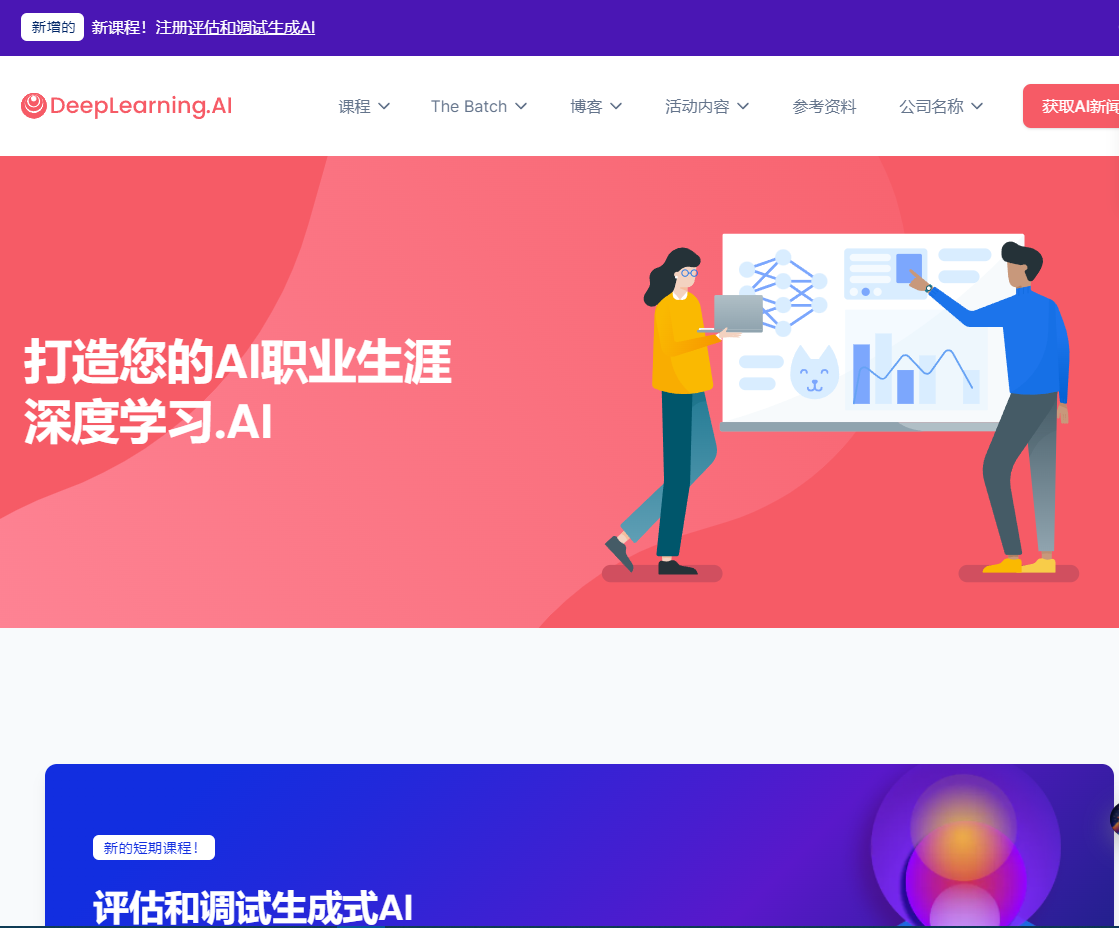 新增的 新课程！注册评估和调试生成AI
DeepLearning.AI 课程 The Batch 博客 活动内容 参考资料 公司名称 获取AI新闻
打造您的AI职业生涯
深度学习.AI
新的短期课程！
评估和调试生成式AI